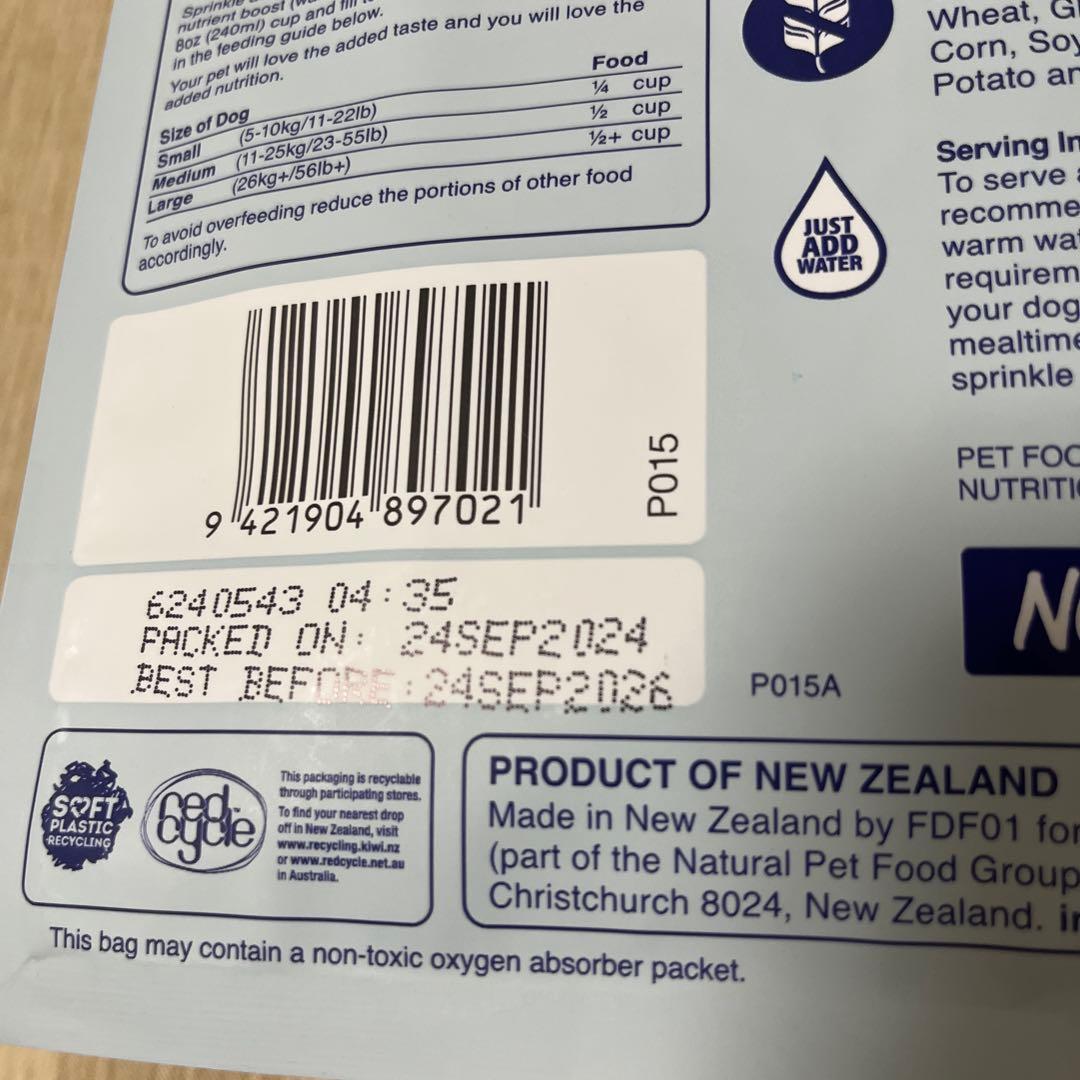 Sprinkle
nutrient boost
8oz (240ml) cup and fill
in the feeding guide below.
Your pet will love the added taste and you will love the
added nutrition.
Size of Dog Food
Small (5-10kg/11-22lb) ¼ cup
Medium (11-25kg/23-55lb) ½ cup
Large (26kg+/56lb+) ½+ cup
To avoid overfeeding reduce the portions of other food
accordingly.
9 421904 897021
P015
6240543 04:35
PACKED ON: 24SEP2024
BEST BEFORE:24SEP2026
P015A
SOFT
PLASTIC
RECYCLING
red
cycle
This packaging is recyclable
through participating stores.
To find your nearest drop
off in New Zealand, visit
www.recycling.kiwi.nz
or www.redcycle.net.au
in Australia.
PRODUCT OF NEW ZEALAND
Made in New Zealand by FDF01 for
(part of the Natural Pet Food Group
Christchurch 8024, New Zealand.
This bag may contain a non-toxic oxygen absorber packet.
Wheat,
Corn, Soy
Potato
JUST
ADD
WATER
Serving
To serve
recomme
warm
requirem
your dog
mealtime
sprinkle
PET
NUTRITI